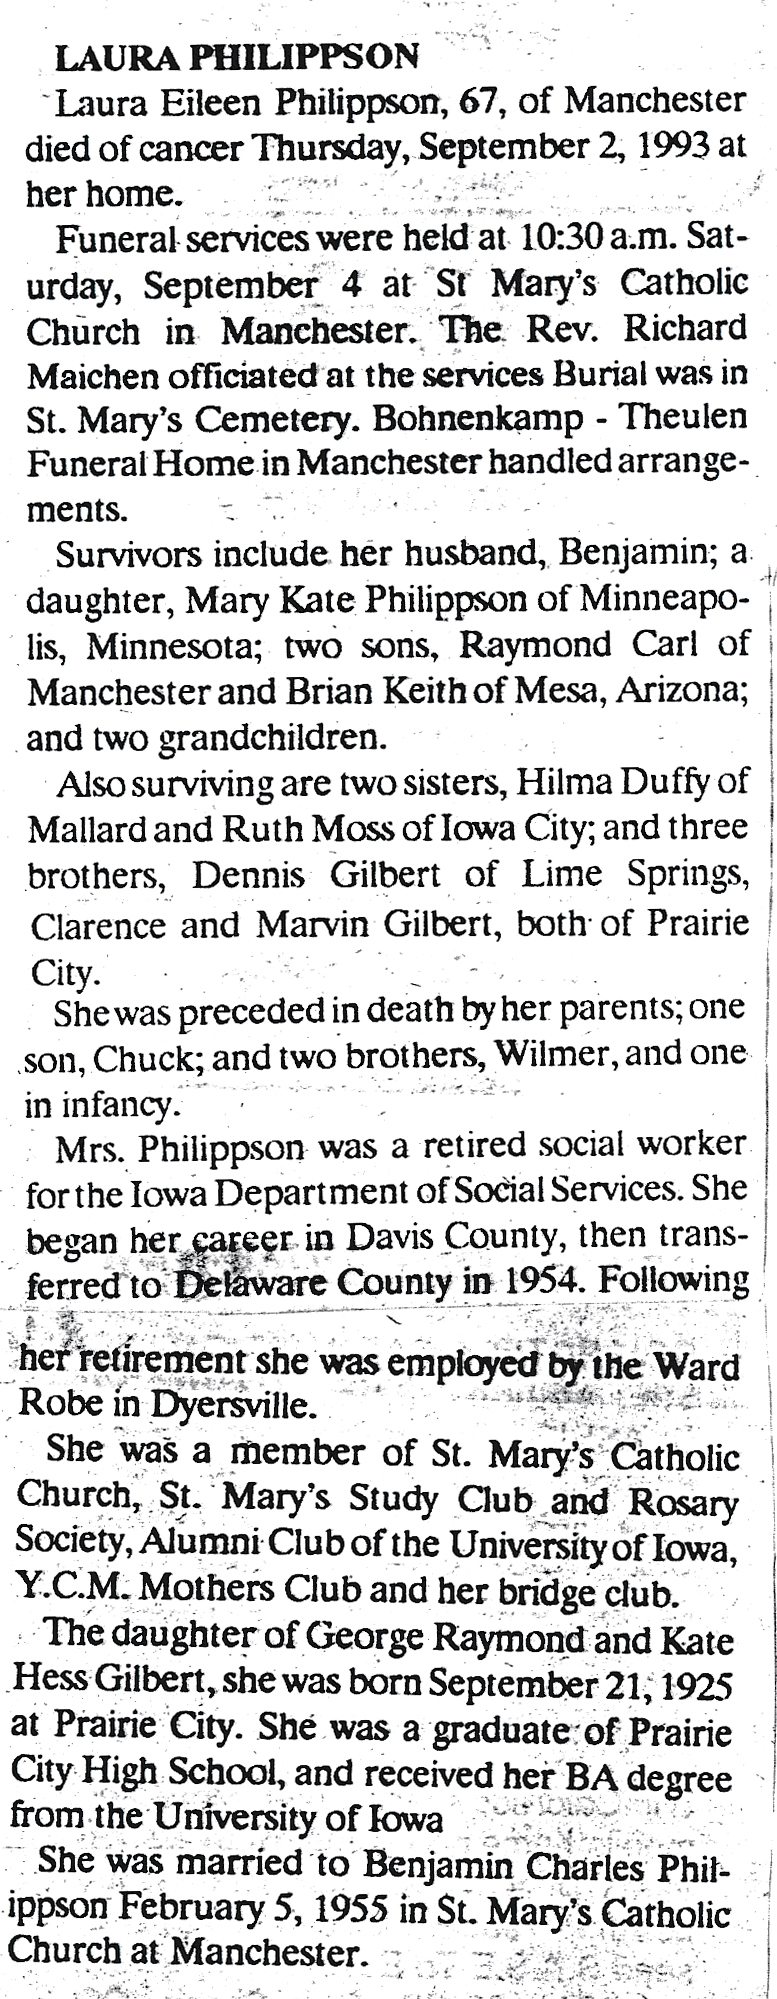 LAURA PHILIPPSON
Laura Eileen Philippson, 67, of Manchester
died of cancer Thursday, September 2, 1993 at
her home.
Funeral services were held at 10:30 a.m. Sat-
urday, September 4 at St Mary's Catholic
Church in Manchester. The Rev. Richard
Maichen officiated at the services Burial was in
St. Mary's Cemetery. Bohnenkamp - Theulen
Funeral Home in Manchester handled arrange-
ments.
Survivors include her husband, Benjamin; a
daughter, Mary Kate Philippson of Minneapo-
lis, Minnesota; two sons, Raymond Carl of
Manchester and Brian Keith of Mesa, Arizona;
and two grandchildren.
Also surviving are two sisters, Hilma Duffy of
Mallard and Ruth Moss of Iowa City; and three
brothers, Dennis Gilbert of Lime Springs,
Clarence and Marvin Gilbert, both of Prairie
City.
She was preceded in death by her parents; one
son, Chuck; and two brothers, Wilmer, and one
in infancy.
Mrs. Philippson was a retired social worker
for the Iowa Department of Social Services. She
began her career in Davis County, then trans-
ferred to Delaware County in 1954. Following
her retirement she was employed by the Ward
Robe in Dyersville.
She was a member of St. Mary's Catholic
Church, St. Mary's Study Club and Rosary
Society, Alumni Club of the University of Iowa,
Y.C.M. Mothers Club and her bridge club.
The daughter of George Raymond and Kate
Hess Gilbert, she was born September 21, 1925
at Prairie City. She was a graduate of Prairie
City High School, and received her BA degree
from the University of Iowa
She was married to Benjamin Charles Phil-
ippson February 5, 1955 in St. Mary's Catholic
Church at Manchester.